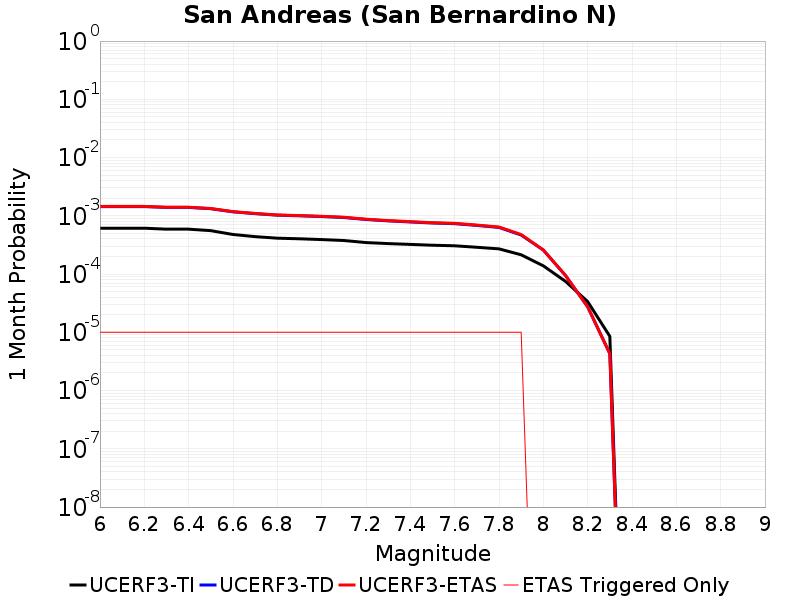 San Andreas (San Bernardino N)
1 Month Probability
10^0
10^-1
10^-2
10^-3
10^-4
10^-5
10^-6
10^-7
10^-8
6 6.2 6.4 6.6 6.8 7 7.2 7.4 7.6 7.8 8 8.2 8.4 8.6 8.8 9
Magnitude
UCERF3-TI UCERF3-TD UCERF3-ETAS ETAS Triggered Only